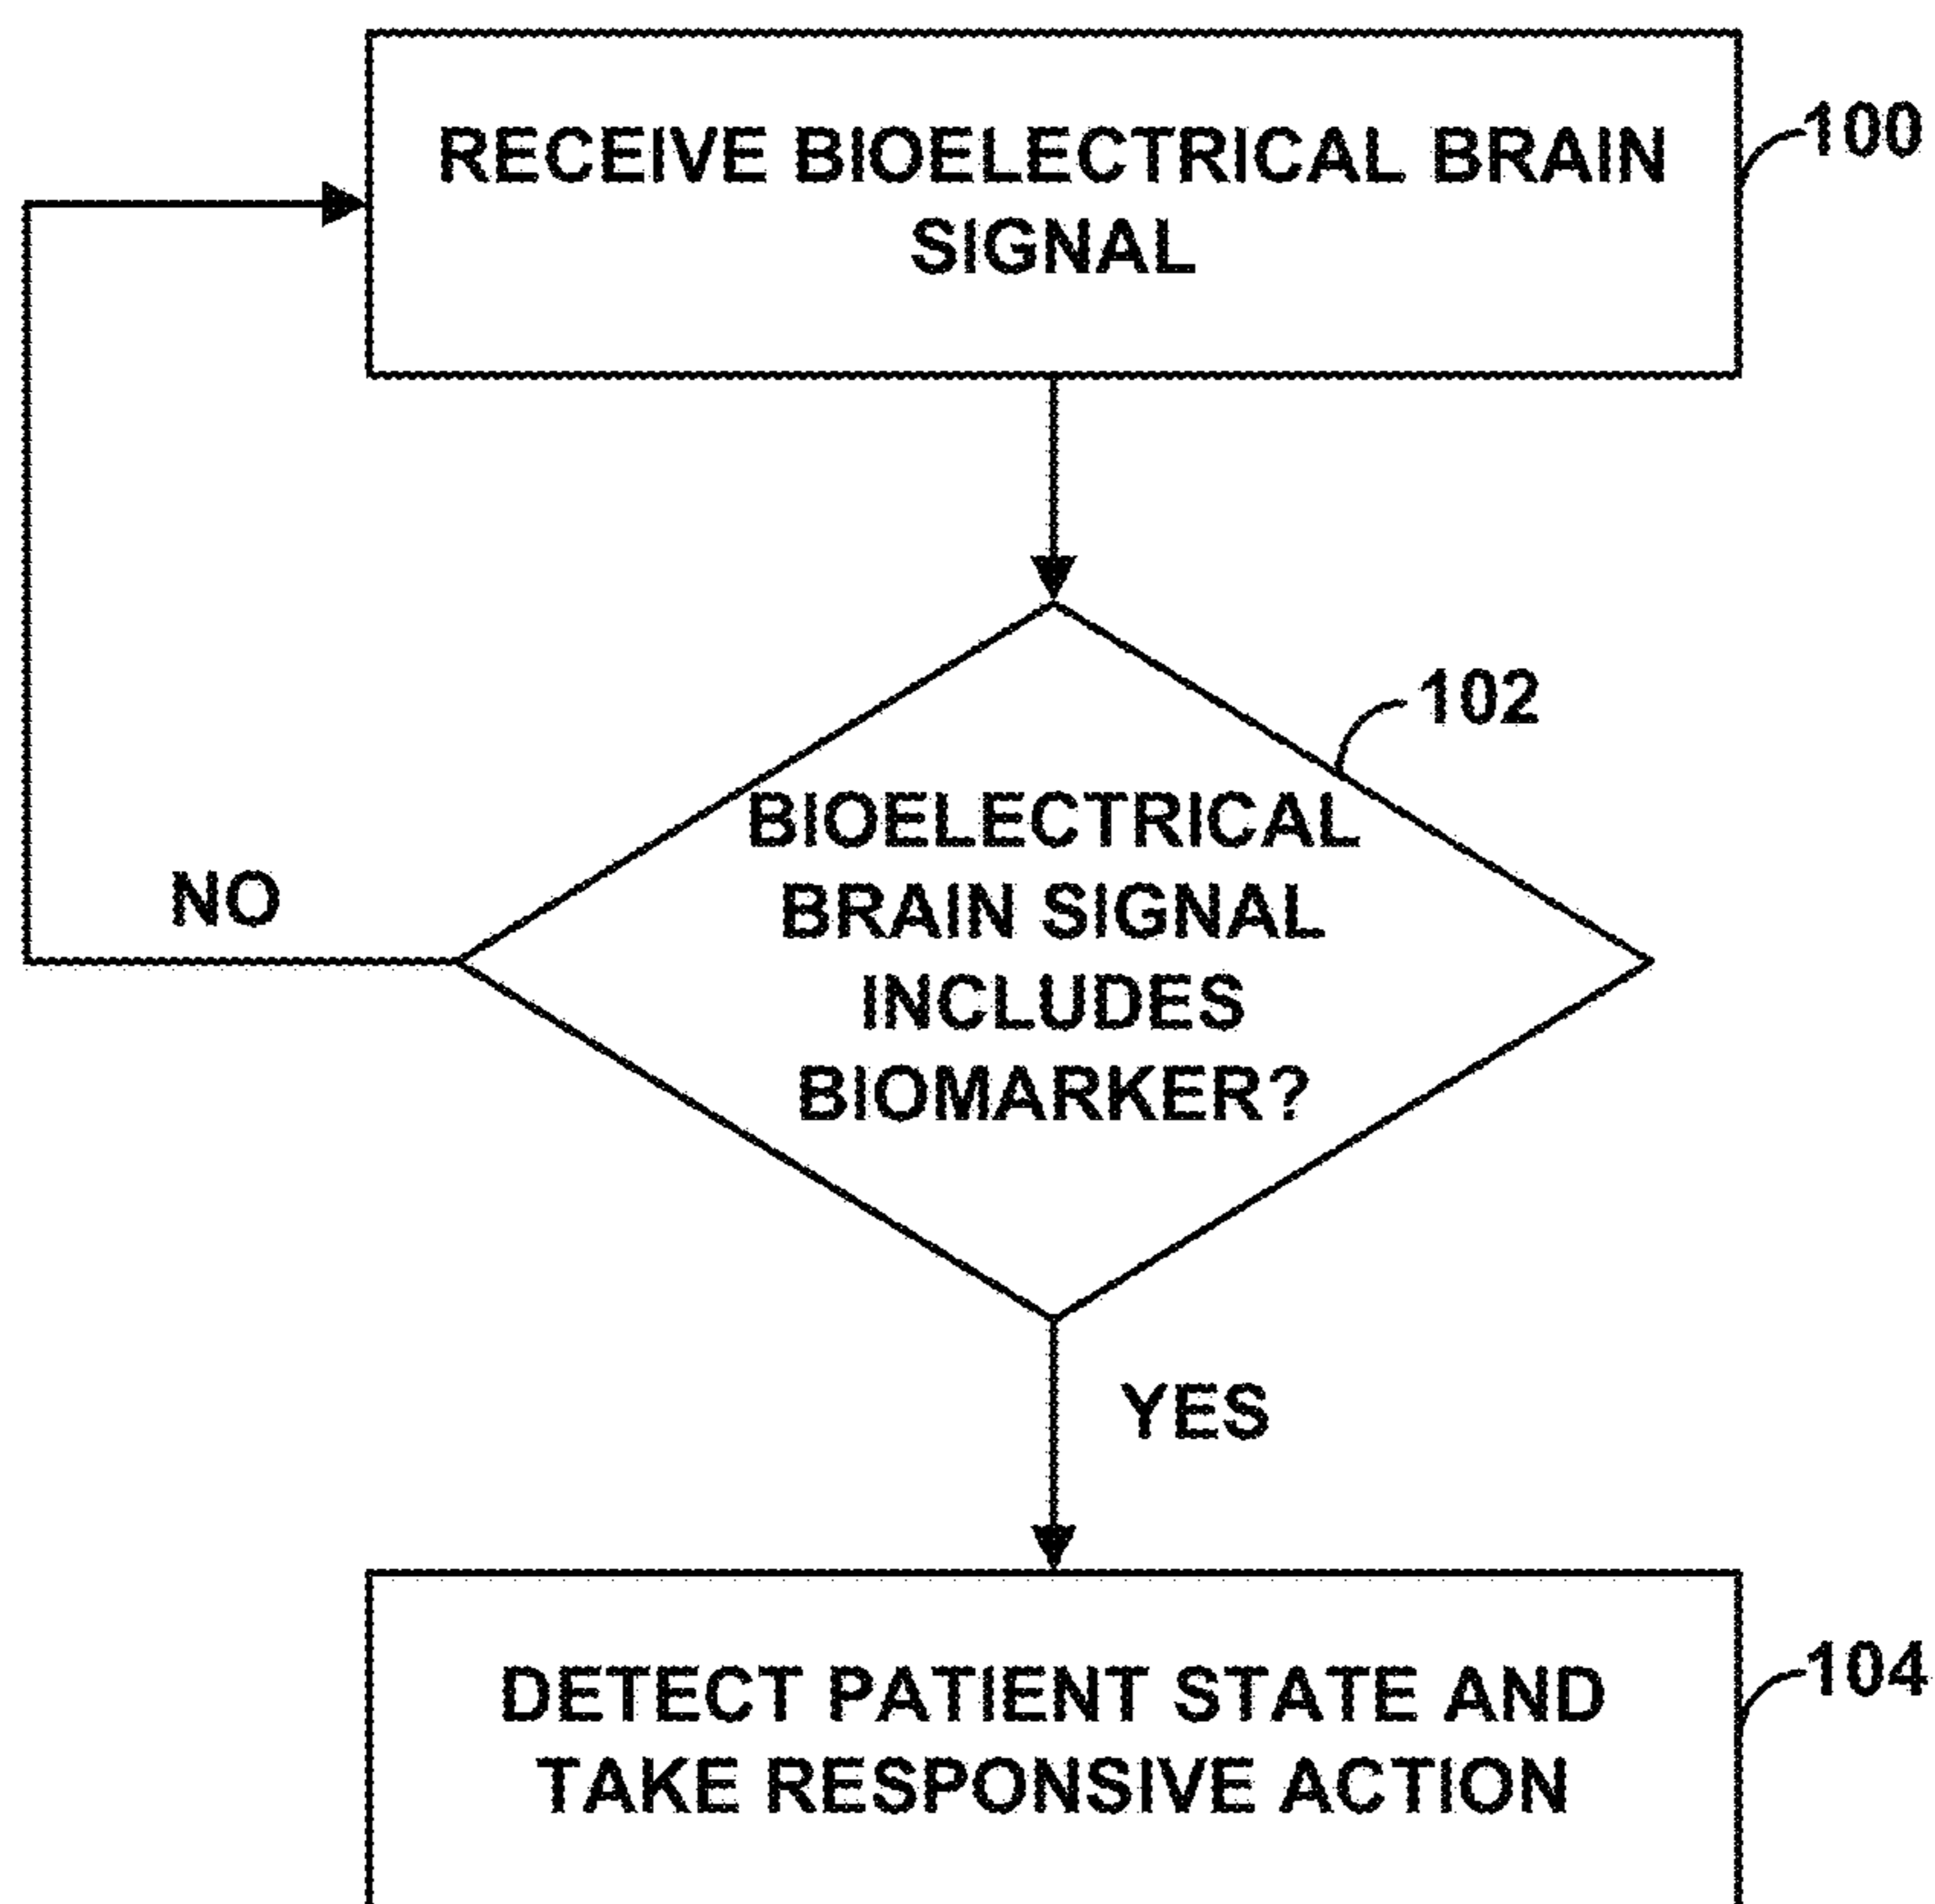 RECEIVE BIOELECTRICAL BRAIN
SIGNAL
100
102
BIOELECTRICAL
BRAIN SIGNAL
INCLUDES
BIOMARKER?
NO
YES
DETECT PATIENT STATE AND
TAKE RESPONSIVE ACTION
104